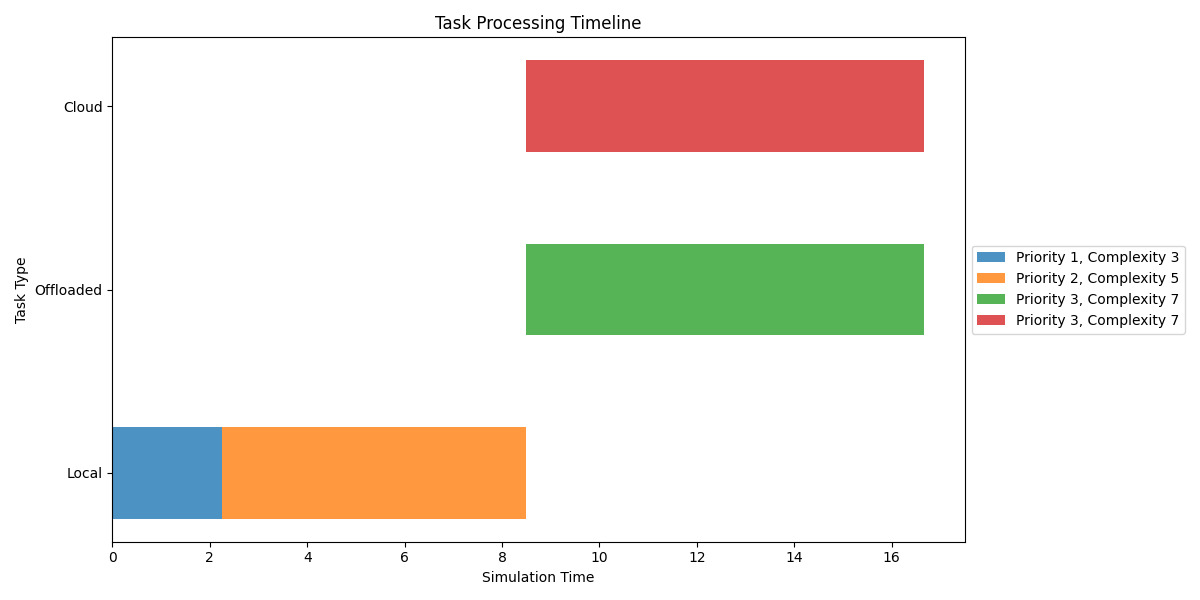 Task Processing Timeline
Task Type
Cloud
Offloaded
Local
0 2 4 6 8 10 12 14 16
Simulation Time
Priority 1, Complexity 3
Priority 2, Complexity 5
Priority 3, Complexity 7
Priority 3, Complexity 7